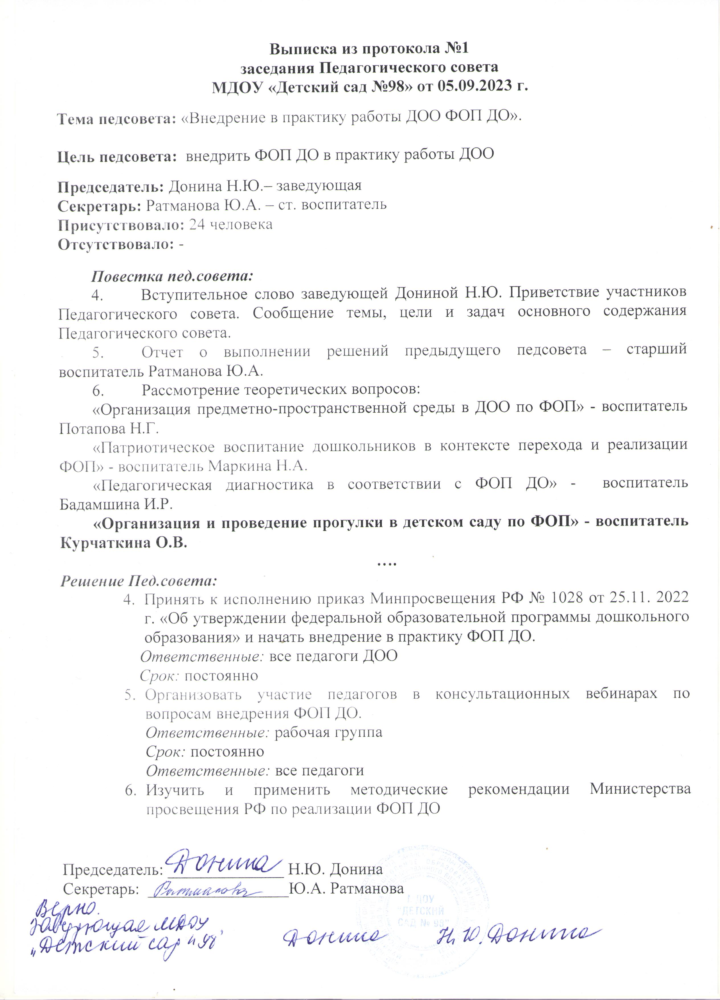 Выписка из протокола №1
заседания Педагогического совета
МДОУ «Детский сад №98» от 05.09.2023 г.
Тема педсовета: «Внедрение в практику работы ДОО ФОП ДО».
Цель педсовета: внедрить ФОП ДО в практику работы ДОО
Председатель: Донина Н.Ю.– заведующая
Секретарь: Ратманова Ю.А. – ст. воспитатель
Присутствовало: 24 человека
Отсутствовало: -
Повестка пед.совета:
4. Вступительное слово заведующей Дониной Н.Ю. Приветствие участников
Педагогического совета. Сообщение темы, цели и задач основного содержания
Педагогического совета.
5. Отчет о выполнении решений предыдущего педсовета – старший
воспитатель Ратманова Ю.А.
6. Рассмотрение теоретических вопросов:
«Организация предметно-пространственной среды в ДОО по ФОП» - воспитатель
Потапова Н.Г.
«Патриотическое воспитание дошкольников в контексте перехода и реализации
ФОП» - воспитатель Маркина Н.А.
«Педагогическая диагностика в соответствии с ФОП ДО» - воспитатель
Бадамшина И.Р.
«Организация и проведение прогулки в детском саду по ФОП» - воспитатель
Курчаткина О.В.
….
Решение Пед.совета:
4. Принять к исполнению приказ Минпросвещения РФ № 1028 от 25.11. 2022
г. «Об утверждении федеральной образовательной программы дошкольного
образования» и начать внедрение в практику ФОП ДО.
Ответственные: все педагоги ДОО
Срок: постоянно
5. Организовать участие педагогов в консультационных вебинарах по
вопросам внедрения ФОП ДО.
Ответственные: рабочая группа
Срок: постоянно
Ответственные: все педагоги
6. Изучить и применить методические рекомендации Министерства
просвещения РФ по реализации ФОП ДО
Председатель: Донина Н.Ю. Донина
Секретарь: Ратманова Ю.А. Ратманова
Верно.
Заведующая МДОУ
„Детский сад №98" Донина Н.Ю. Донина
ДОУ
"ДЕТСКИЙ
САД № 98"